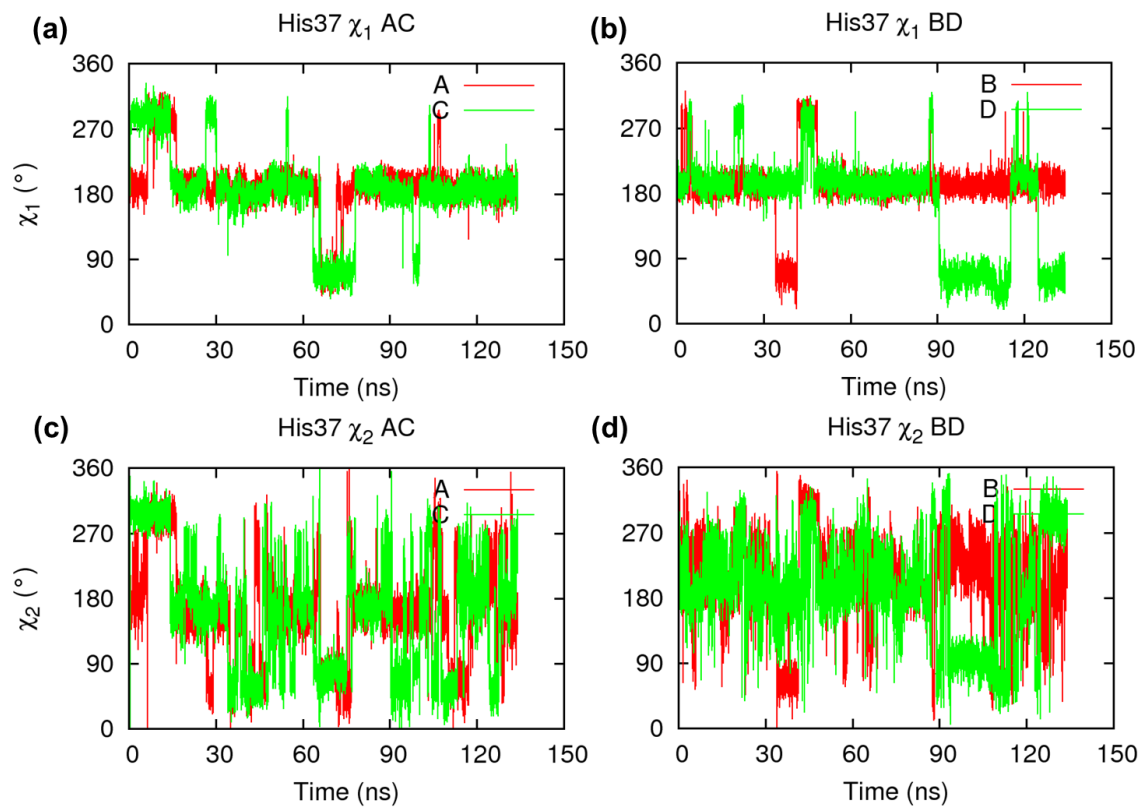 (a) His37 χ1 AC
360
270
180
90
0
χ1 (°)
A
C
0 30 60 90 120 150
Time (ns)
(b) His37 χ1 BD
360
270
180
90
0
B
D
0 30 60 90 120 150
Time (ns)
(c) His37 χ2 AC
360
270
180
90
0
χ2 (°)
A
C
0 30 60 90 120 150
Time (ns)
(d) His37 χ2 BD
360
270
180
90
0
B
D
0 30 60 90 120 150
Time (ns)